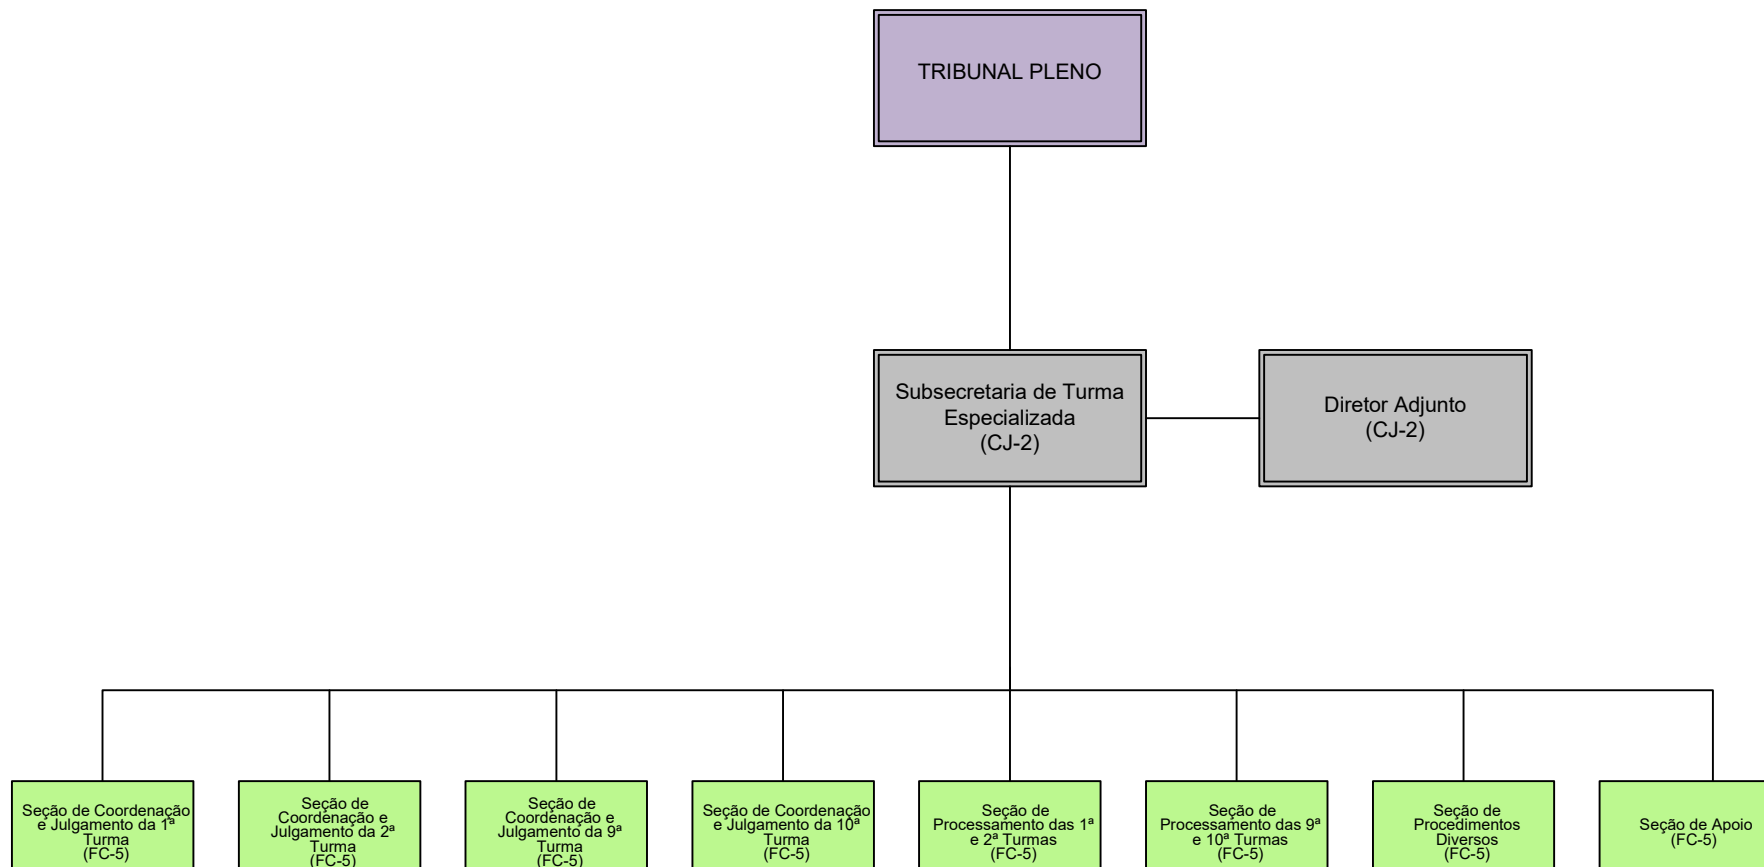 TRIBUNAL PLENO
Subsecretaria de Turma
Especializada
(CJ-2)
Diretor Adjunto
(CJ-2)
Seção de Coordenação
e Julgamento da 1ª
Turma
(FC-5)
Seção de
Coordenação e
Julgamento da 2ª
Turma
(FC-5)
Seção de
Coordenação e
Julgamento da 9ª
Turma
(FC-5)
Seção de Coordenação
e Julgamento da 10ª
Turma
(FC-5)
Seção de
Processamento das 1ª
e 2ª Turmas
(FC-5)
Seção de
Processamento das 9ª
e 10ª Turmas
(FC-5)
Seção de
Procedimentos
Diversos
(FC-5)
Seção de Apoio
(FC-5)